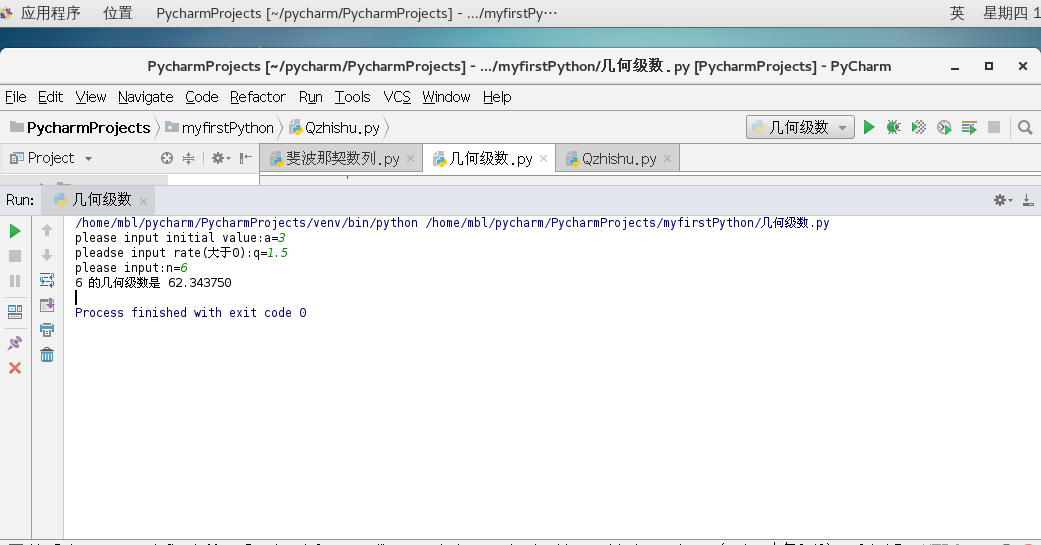 应用程序 位置 PycharmProjects [~/pycharm/PycharmProjects] - .../myfirstPy··· 英 星期四 1
PycharmProjects [~/pycharm/PycharmProjects] - .../myfirstPython/几何级数.py [PycharmProjects] - PyCharm
File Edit View Navigate Code Refactor Run Tools VCS Window Help
PycharmProjects myfirstPython Qzhishu.py 几何级数
Project 斐波那契数列.py 几何级数.py Qzhishu.py
Run: 几何级数
/home/mbl/pycharm/PycharmProjects/venv/bin/python /home/mbl/pycharm/PycharmProjects/myfirstPython/几何级数.py
please input initial value:a=3
pleadse input rate(大于0):q=1.5
please input:n=6
6 的几何级数是 62.343750
Process finished with exit code 0